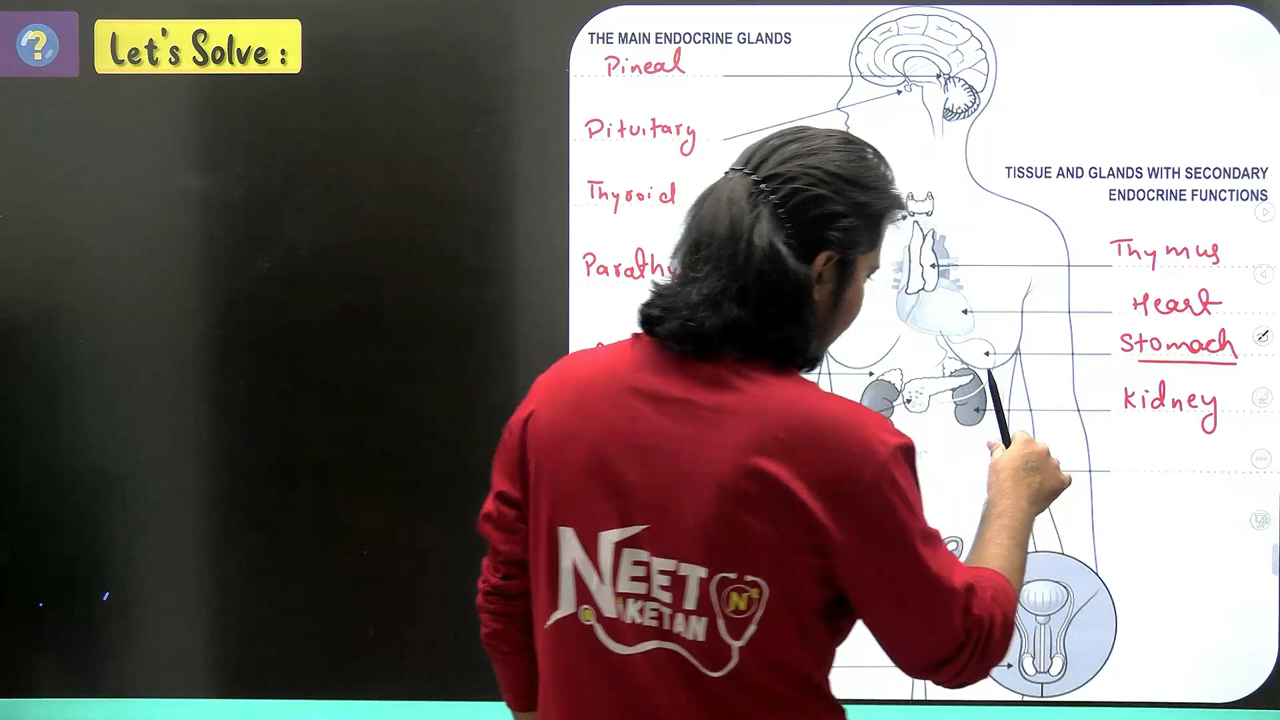 Let's Solve :
THE MAIN ENDOCRINE GLANDS
Pineal
Pituitary
Thyroid
Parathy
TISSUE AND GLANDS WITH SECONDARY
ENDOCRINE FUNCTIONS
Thymus
Heart
Stomach
Kidney
NEET
KETAN
N